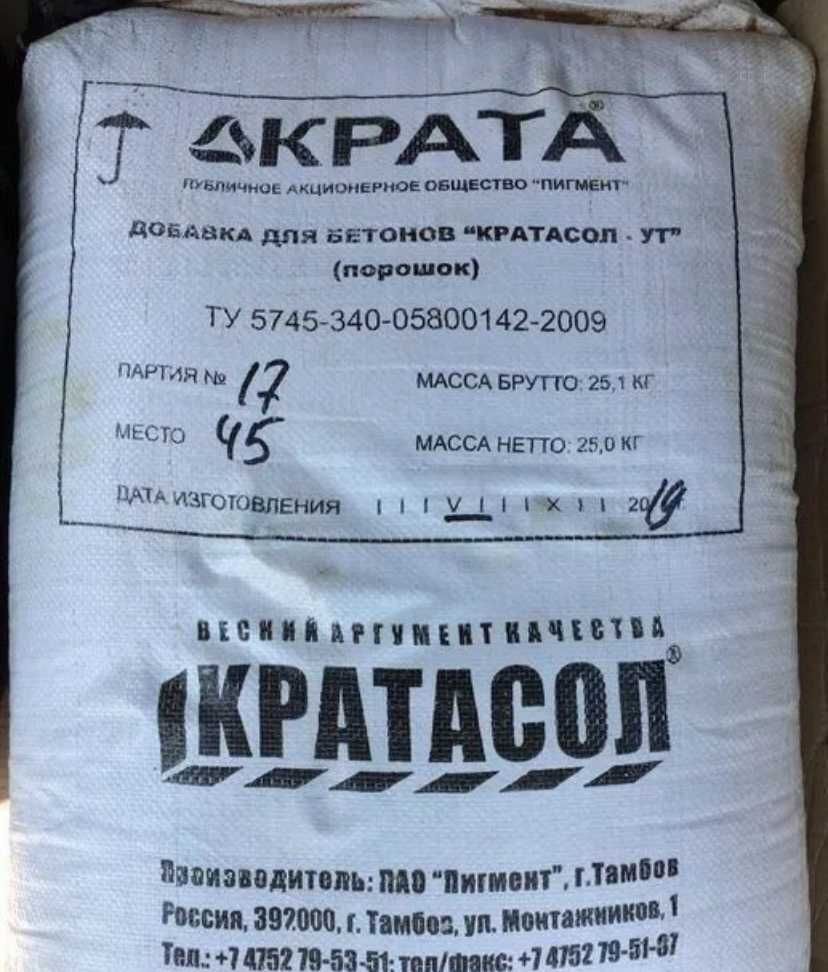 КРАТА®
ПУБЛИЧНОЕ АКЦИОНЕРНОЕ ОБЩЕСТВО "ПИГМЕНТ"
ДОБАВКА ДЛЯ БЕТОНОВ "КРАТАСОЛ - УТ"
(порошок)
ТУ 5745-340-05800142-2009
ПАРТИЯ № 17 МАССА БРУТТО: 25,1 КГ
МЕСТО 45 МАССА НЕТТО: 25,0 КГ
ДАТА ИЗГОТОВЛЕНИЯ I I I V I I I X I I 2019
ВЕСКИЙ АРГУМЕНТ КАЧЕСТВА
КРАТАСОЛ®
Производитель: ПАО "Пигмент", г.Тамбов
Россия, 392000, г. Тамбов, ул. Монтажников, 1
Тел.: +7 4752 79-53-51; тел/факс: +7 4752 79-51-37